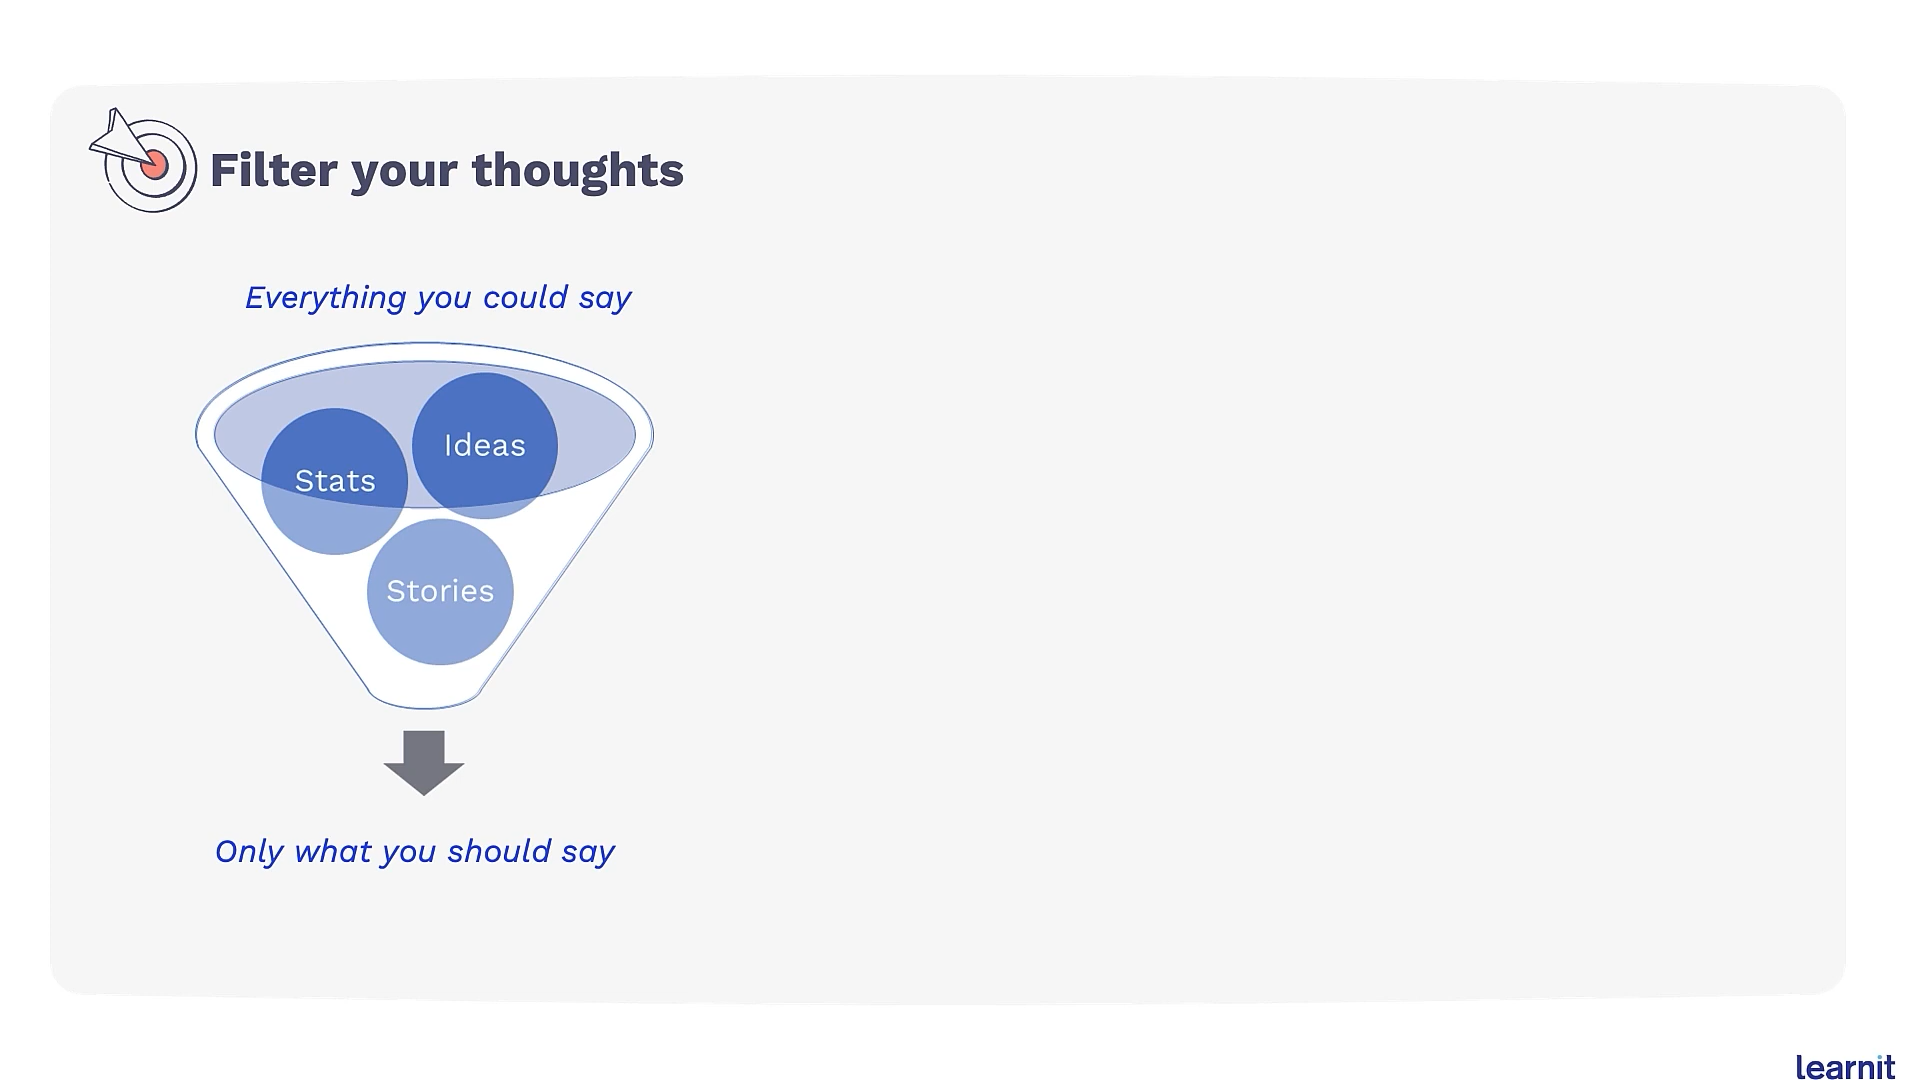 Filter your thoughts
Everything you could say
Ideas
Stats
Stories
Only what you should say
learnit